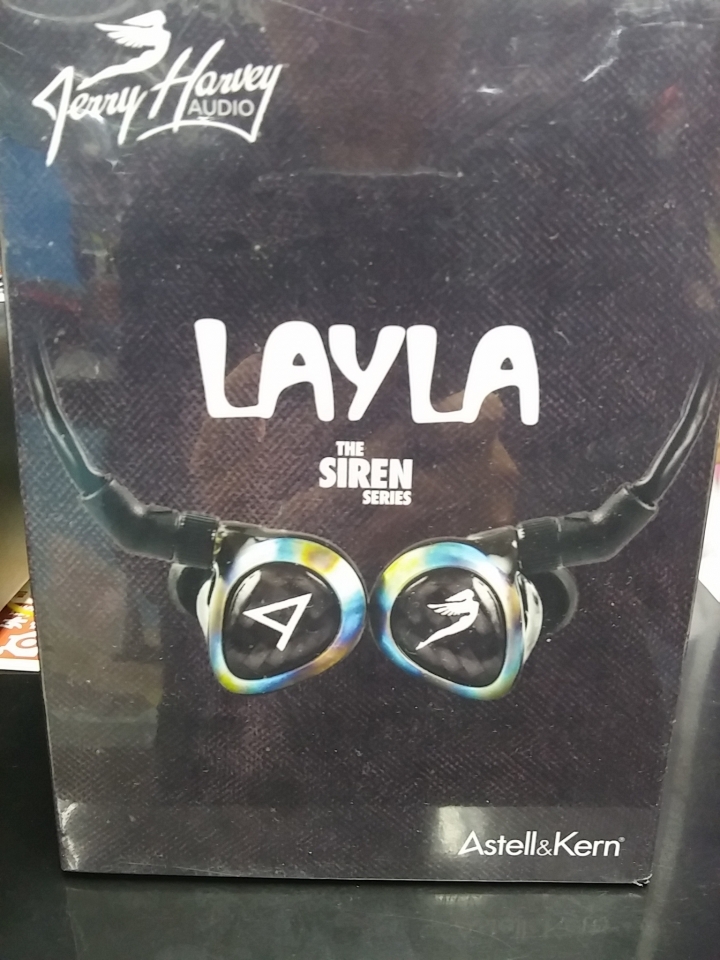 Jerry Harvey
AUDIO
LAYLA
THE
SIREN
SERIES
Astell&Kern®